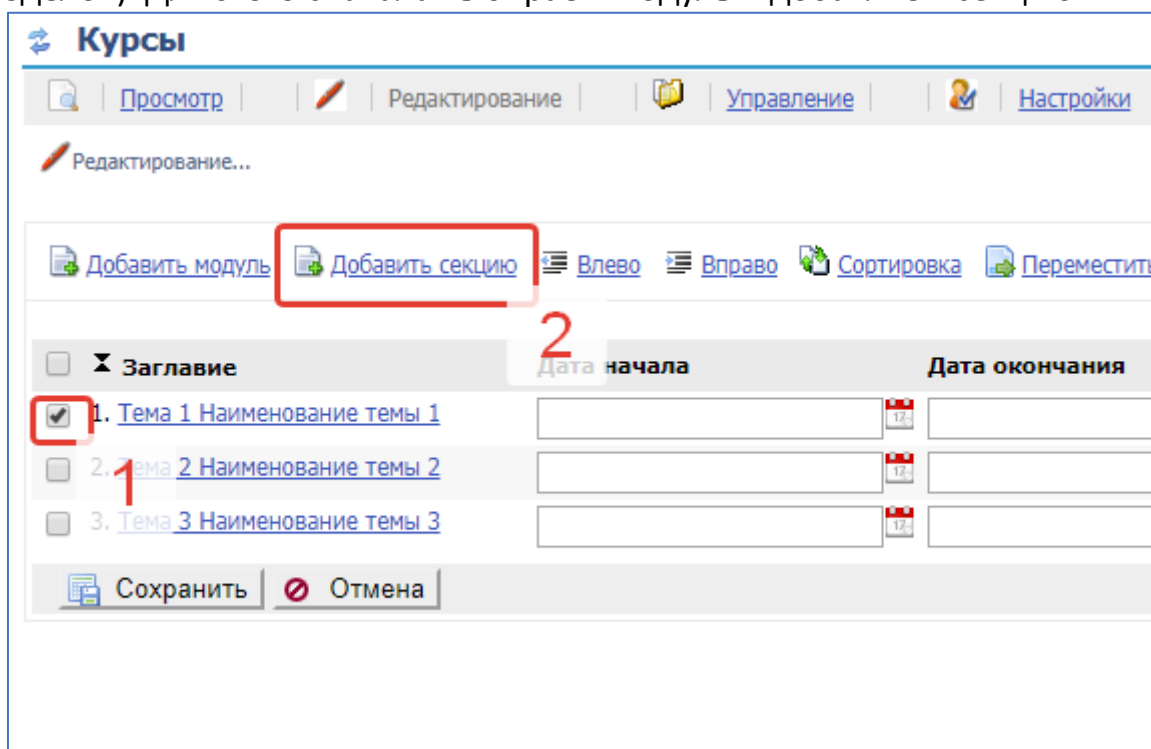 Курсы
Просмотр | Редактирование | Управление | Настройки
Редактирование...
Добавить модуль Добавить секцию Влево Вправо Сортировка Переместить
2
Заглавие Дата начала Дата окончания
1. Тема 1 Наименование темы 1
2. Тема 2 Наименование темы 2
1
3. Тема 3 Наименование темы 3
Сохранить Отмена